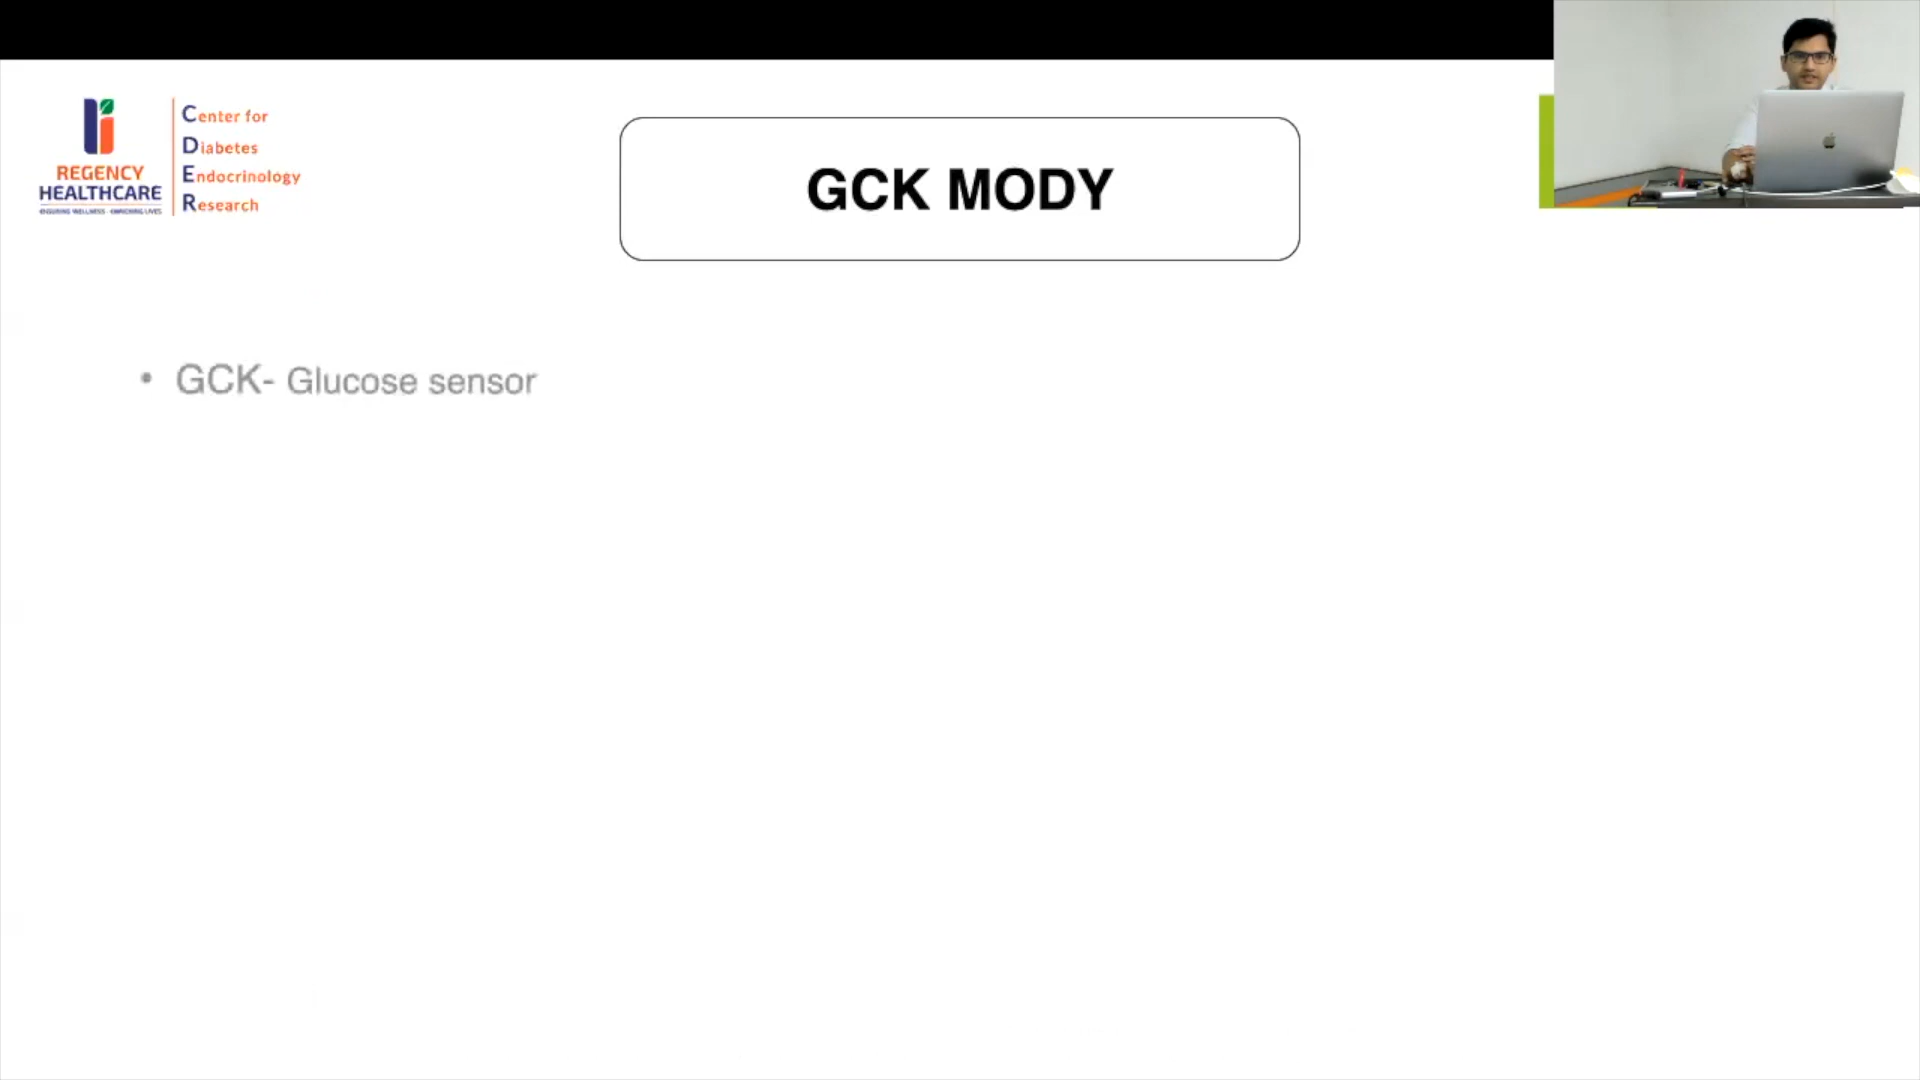 REGENCY
HEALTHCARE
Center for
Diabetes
Endocrinology
Research
GCK MODY
• GCK- Glucose sensor